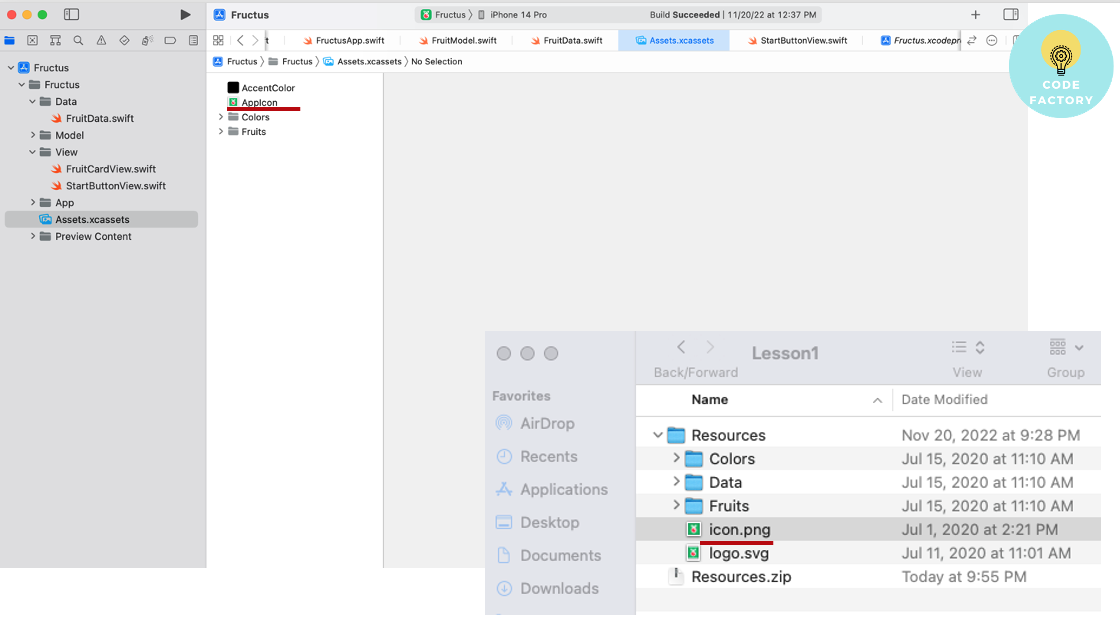 Fructus
Fructus 〉 iPhone 14 Pro
Build Succeeded | 11/20/22 at 12:37 PM
t
FructusApp.swift
FruitModel.swift
FruitData.swift
Assets.xcassets
StartButtonView.swift
Fructus.xcodepr
Fructus 〉 Fructus 〉 Assets.xcassets 〉 No Selection
Fructus
Fructus
Data
FruitData.swift
Model
View
FruitCardView.swift
StartButtonView.swift
App
Assets.xcassets
Preview Content
AccentColor
AppIcon
Colors
Fruits
CODE
FACTORY
Lesson1
Back/Forward
View
Group
Favorites
AirDrop
Recents
Applications
Desktop
Documents
Downloads
Name Date Modified
Resources Nov 20, 2022 at 9:28 PM
Colors Jul 15, 2020 at 11:10 AM
Data Jul 15, 2020 at 11:10 AM
Fruits Jul 15, 2020 at 11:10 AM
icon.png Jul 1, 2020 at 2:21 PM
logo.svg Jul 11, 2020 at 11:01 AM
Resources.zip Today at 9:55 PM